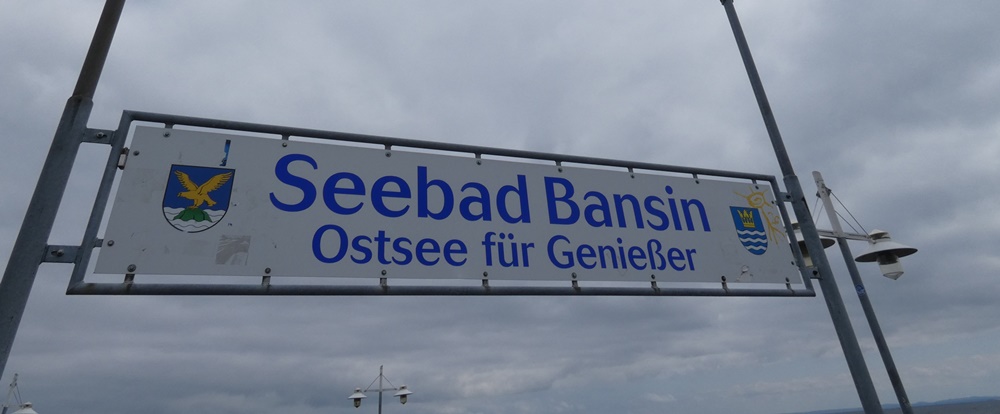 Seebad Bansin
Ostsee für Genießer